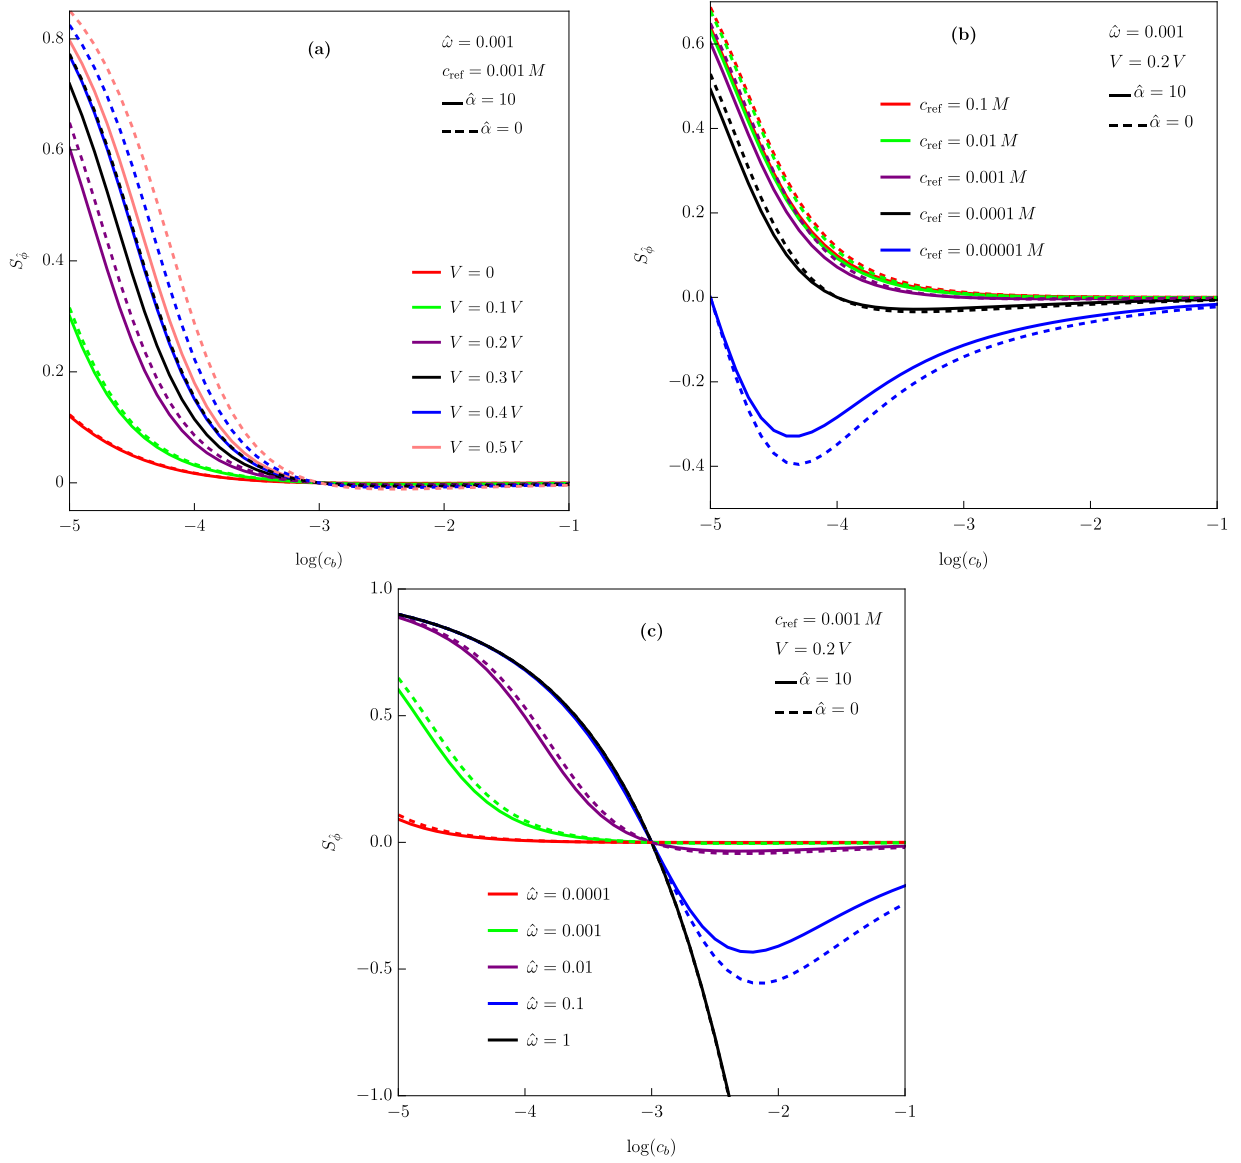 (a)
ω̂ = 0.001
c_ref = 0.001 M
α̂ = 10
α̂ = 0
V = 0
V = 0.1 V
V = 0.2 V
V = 0.3 V
V = 0.4 V
V = 0.5 V
0.8
0.6
0.4
0.2
0
S_φ̂
−5
−4
−3
−2
−1
log(c_b)
(b)
ω̂ = 0.001
V = 0.2 V
α̂ = 10
α̂ = 0
c_ref = 0.1 M
c_ref = 0.01 M
c_ref = 0.001 M
c_ref = 0.0001 M
c_ref = 0.00001 M
0.6
0.4
0.2
0.0
−0.2
−0.4
S_φ̂
−5
−4
−3
−2
−1
log(c_b)
(c)
c_ref = 0.001 M
V = 0.2 V
α̂ = 10
α̂ = 0
ω̂ = 0.0001
ω̂ = 0.001
ω̂ = 0.01
ω̂ = 0.1
ω̂ = 1
1.0
0.5
0.0
−0.5
−1.0
S_φ̂
−5
−4
−3
−2
−1
log(c_b)